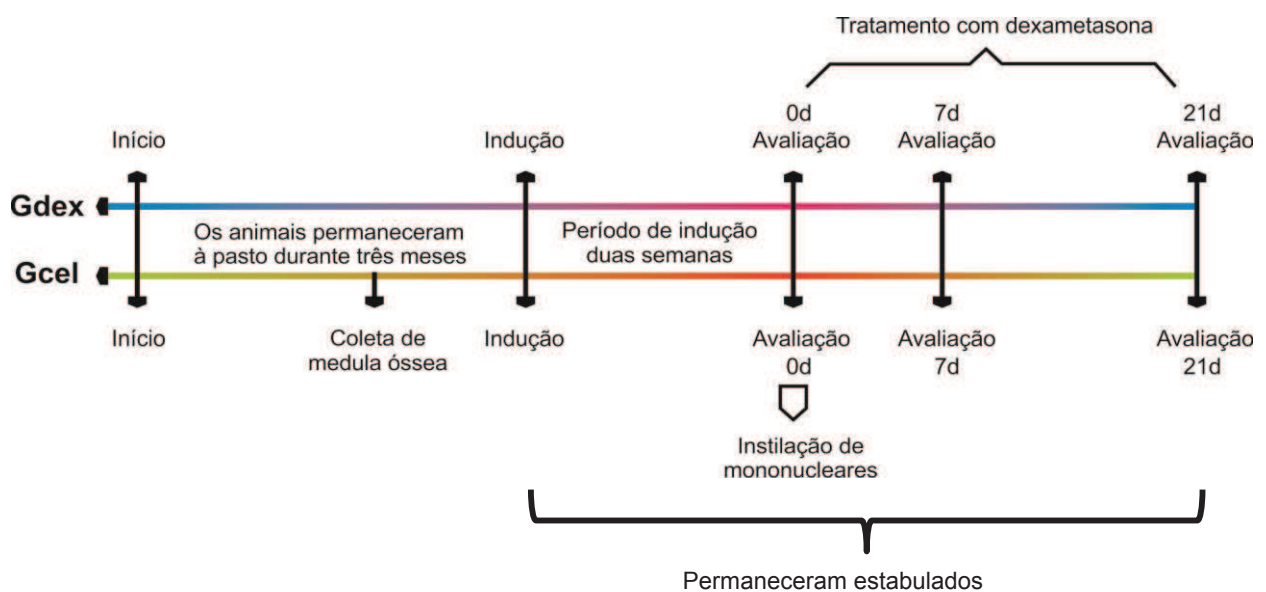 Tratamento com dexametasona
0d
7d
21d
Início
Indução
Avaliação
Avaliação
Avaliação
Gdex
Os animais permaneceram
à pasto durante três meses
Período de indução
duas semanas
Gcel
Início
Coleta de
medula óssea
Indução
Avaliação
0d
Avaliação
7d
Avaliação
21d
Instilação de
mononucleares
Permaneceram estabulados